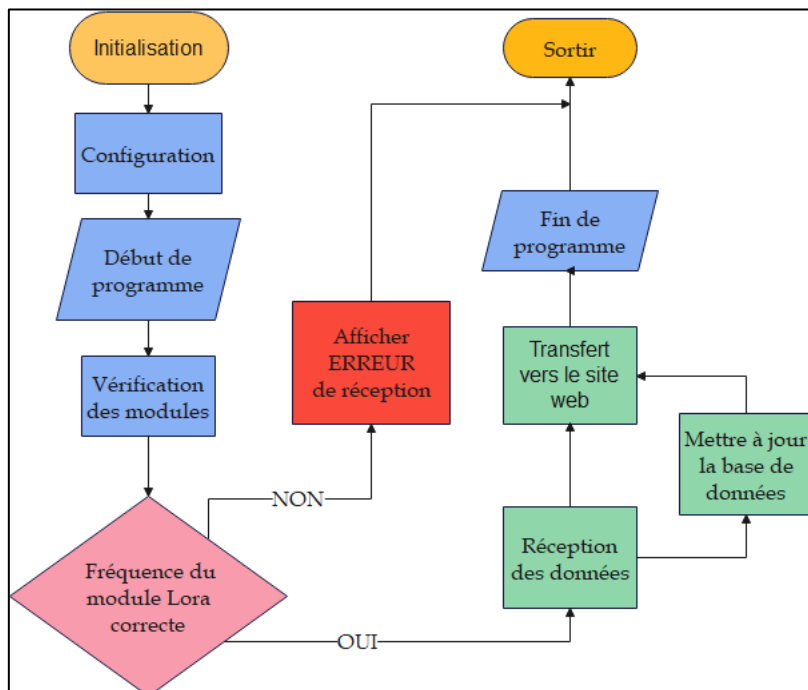 Initialisation
Configuration
Début de
programme
Vérification
des modules
Fréquence du
module Lora
correcte
NON
OUI
Afficher
ERREUR
de réception
Sortir
Fin de
programme
Transfert
vers le site
web
Mettre à jour
la base de
données
Réception
des données